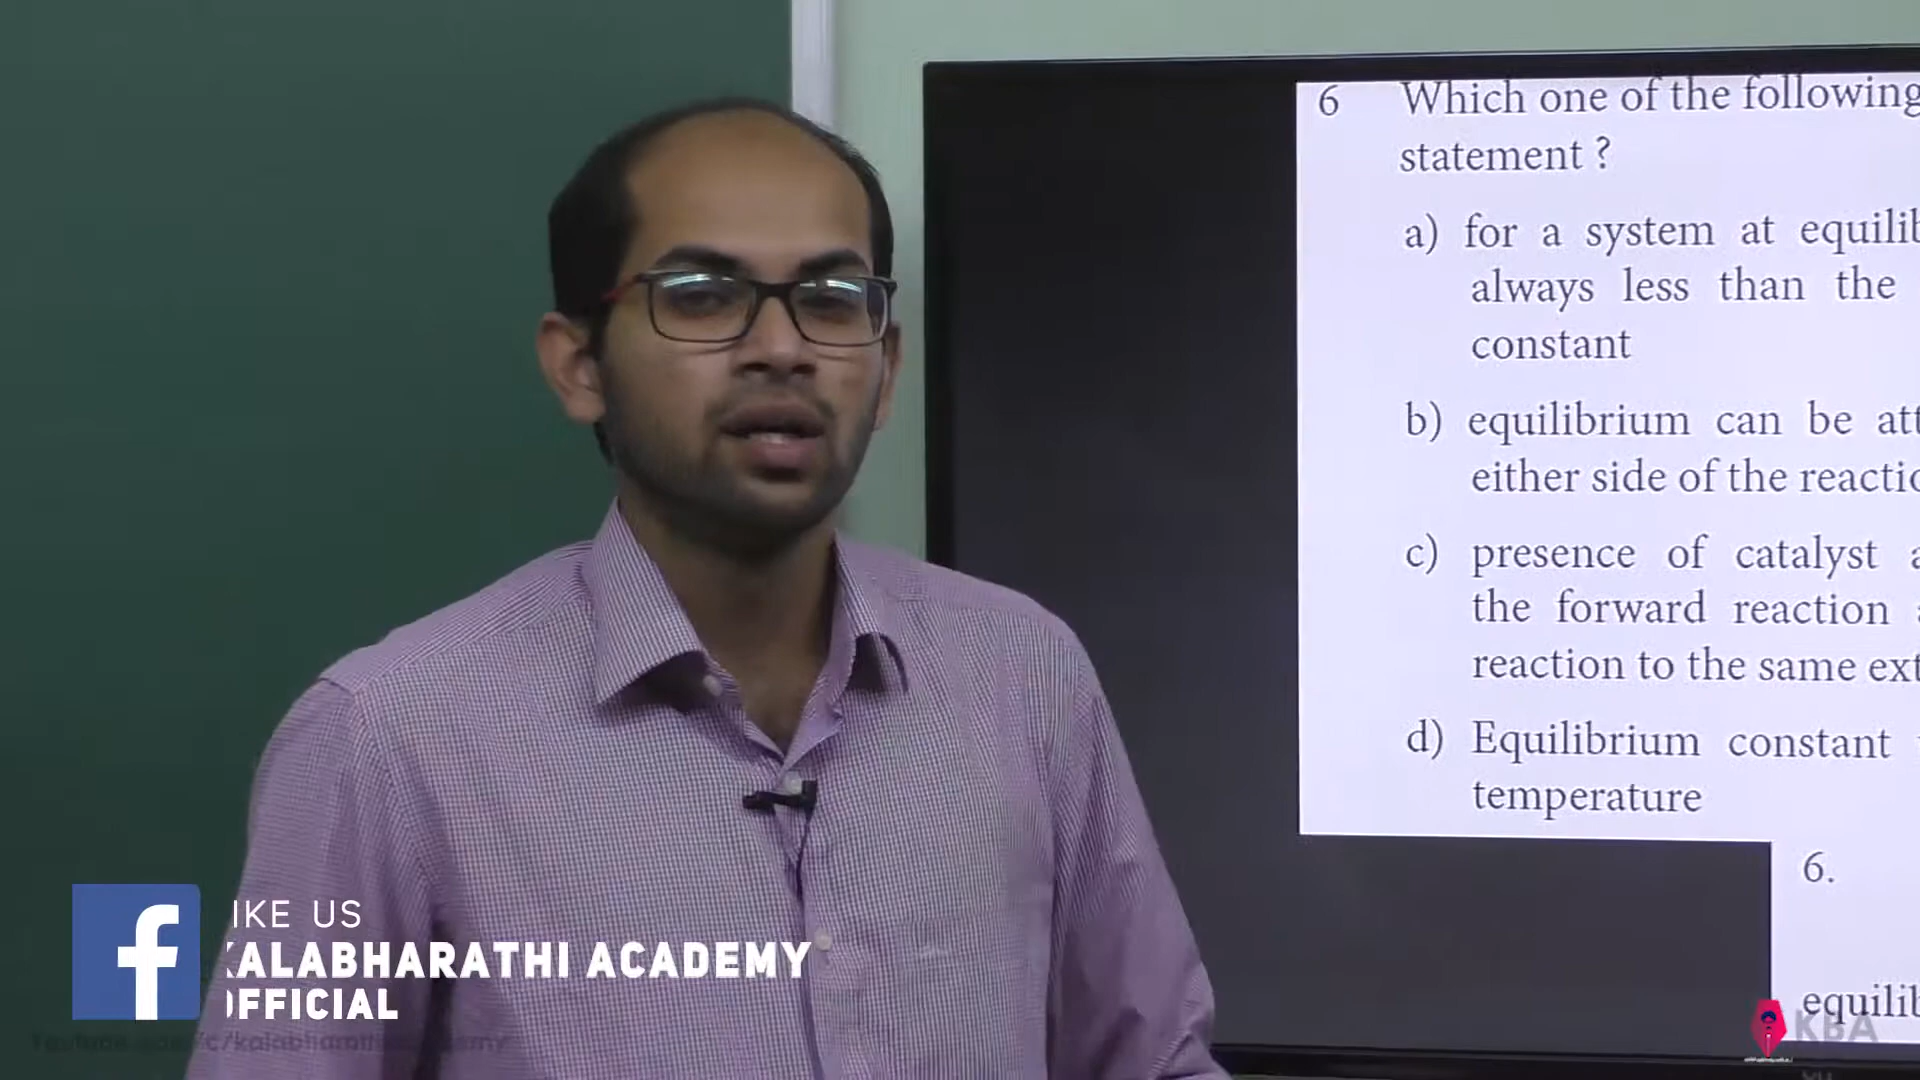 6 Which one of the following
statement ?
a) for a system at equilib
always less than the
constant
b) equilibrium can be att
either side of the reactio
c) presence of catalyst a
the forward reaction
reaction to the same ext
d) Equilibrium constant
temperature
6.
equilib
f
IKE US
KALABHARATHI ACADEMY
OFFICIAL
KBA